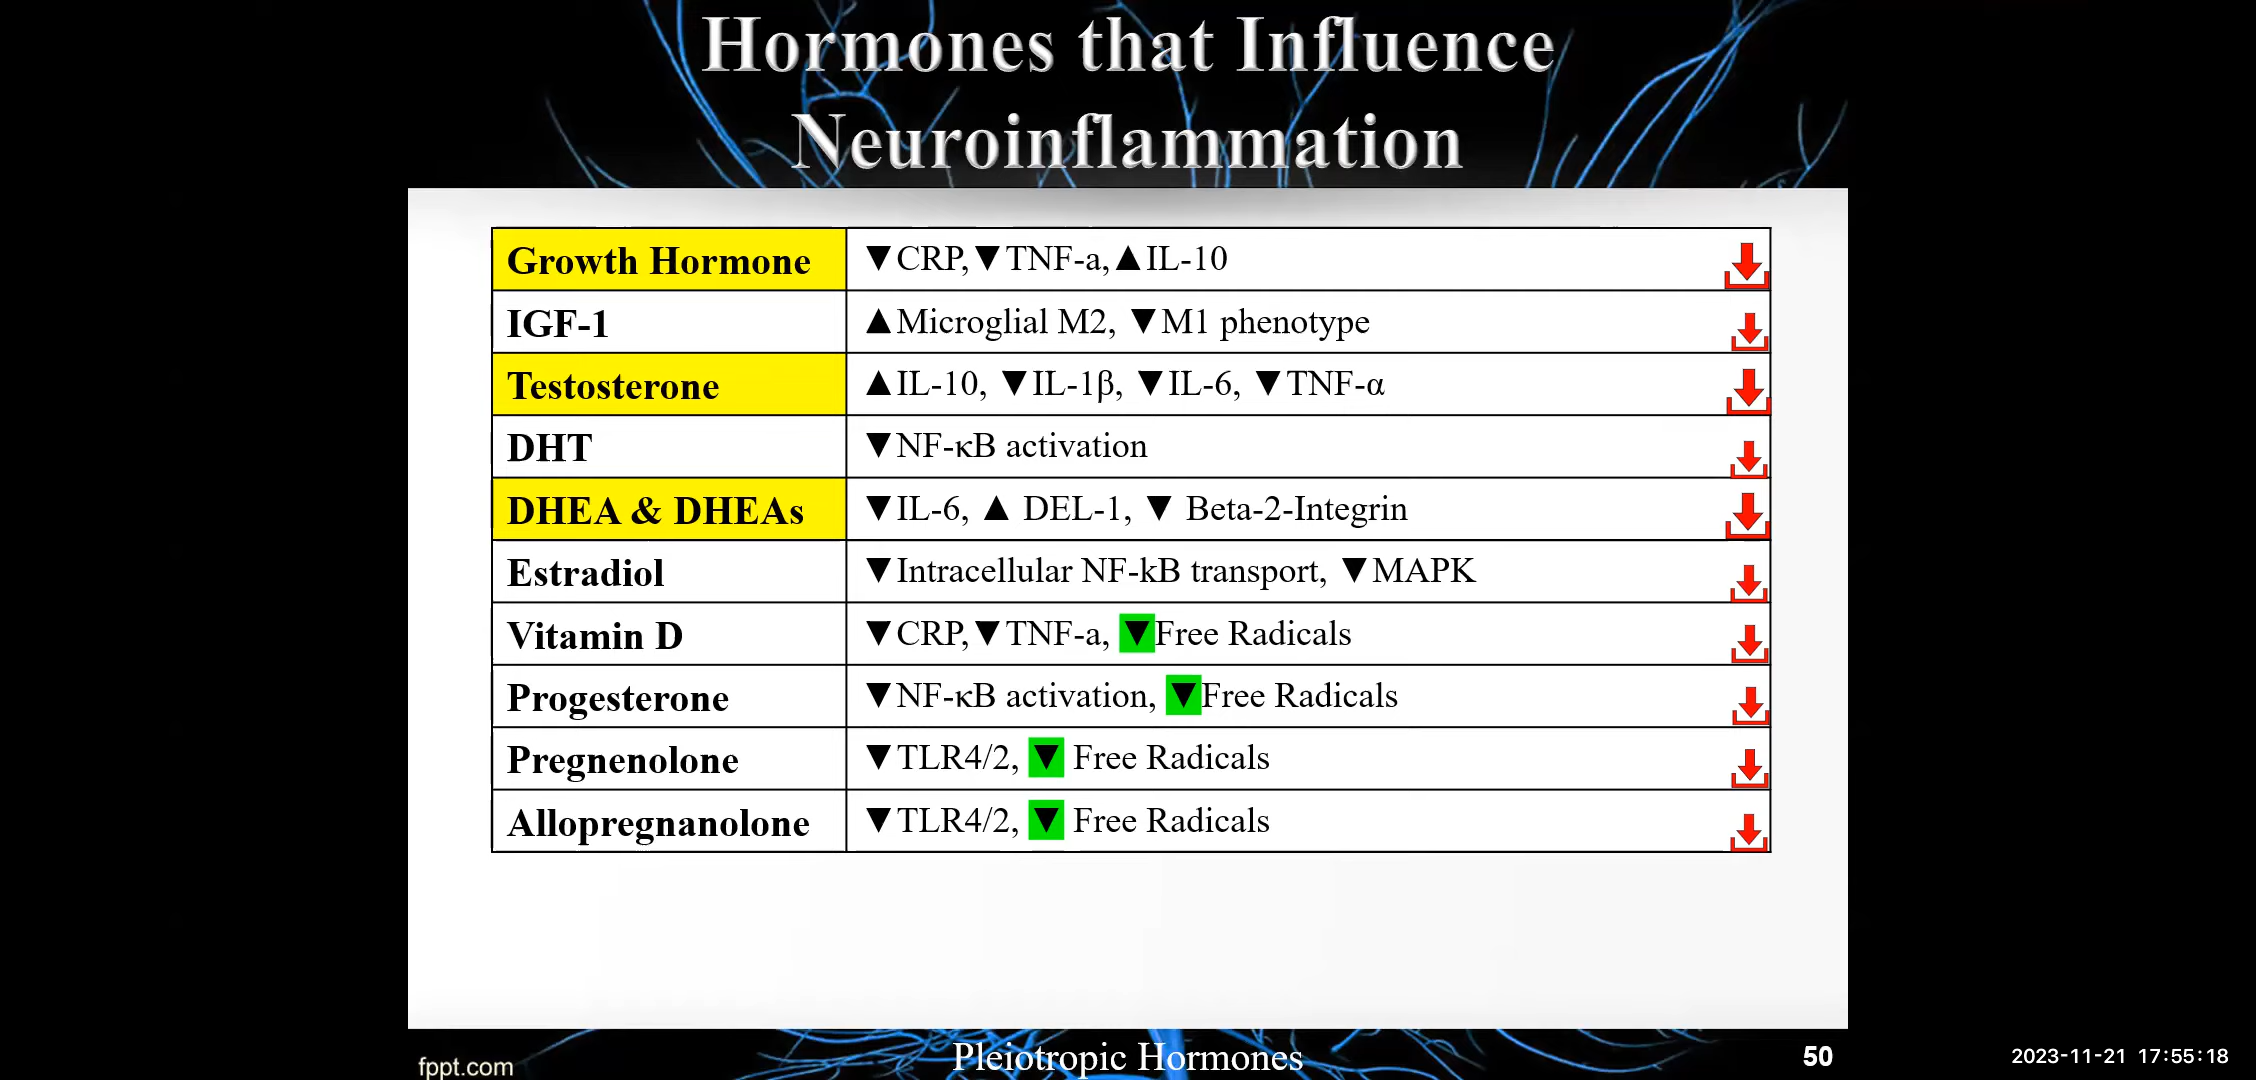 Hormones that Influence
Neuroinflammation
Growth Hormone ▼CRP,▼TNF-a,▲IL-10
IGF-1 ▲Microglial M2, ▼M1 phenotype
Testosterone ▲IL-10, ▼IL-1β, ▼IL-6, ▼TNF-α
DHT ▼NF-κB activation
DHEA & DHEAs ▼IL-6, ▲ DEL-1, ▼ Beta-2-Integrin
Estradiol ▼Intracellular NF-kB transport, ▼MAPK
Vitamin D ▼CRP,▼TNF-a, ▼Free Radicals
Progesterone ▼NF-κB activation, ▼Free Radicals
Pregnenolone ▼TLR4/2, ▼ Free Radicals
Allopregnanolone ▼TLR4/2, ▼ Free Radicals
fppt.com
Pleiotropic Hormones
50
2023-11-21 17:55:18